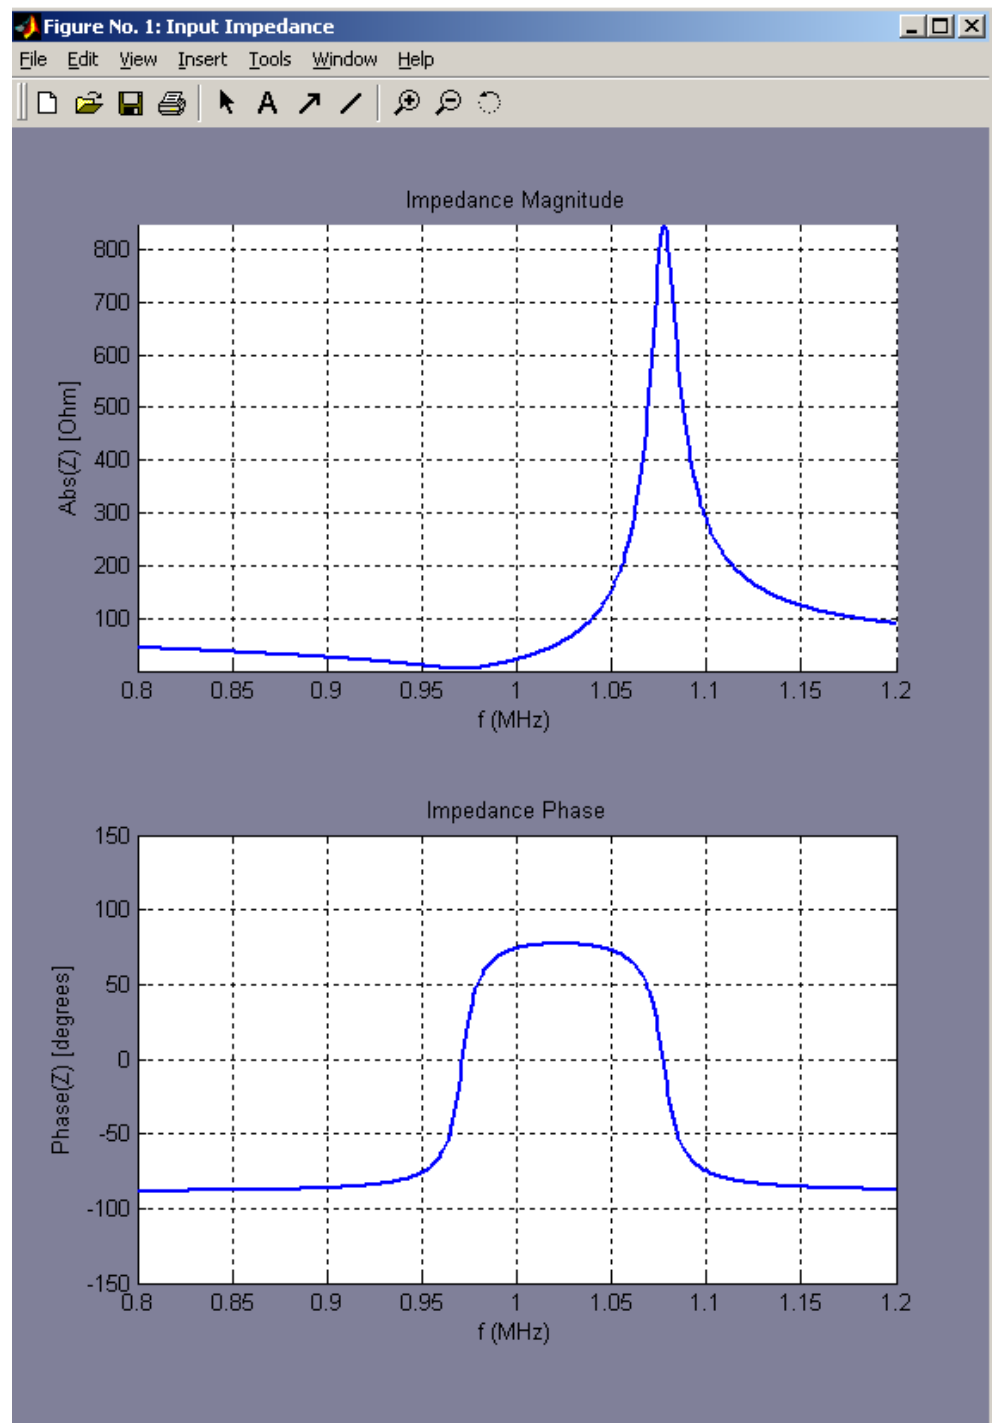 Figure No. 1: Input Impedance
File Edit View Insert Tools Window Help
A
Impedance Magnitude
800
700
600
500
400
300
200
100
Abs(Z) [Ohm]
0.8 0.85 0.9 0.95 1 1.05 1.1 1.15 1.2
f (MHz)
Impedance Phase
150
100
50
0
-50
-100
-150
Phase(Z) [degrees]
0.8 0.85 0.9 0.95 1 1.05 1.1 1.15 1.2
f (MHz)